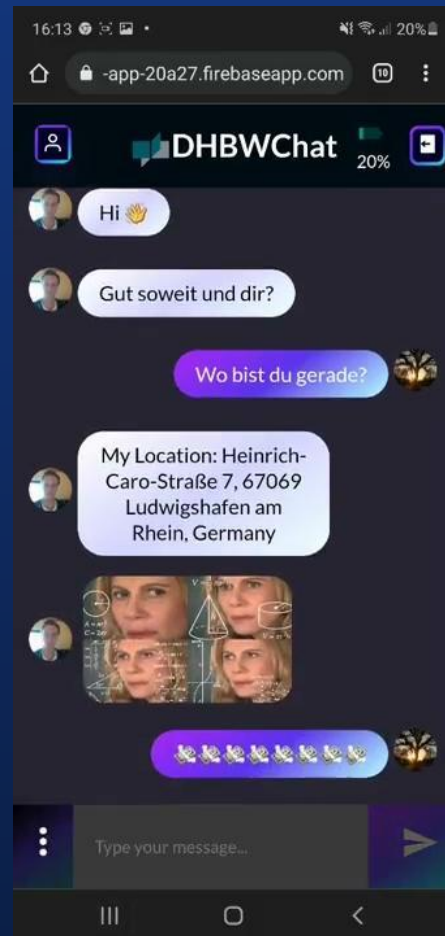 16:13
20%
-app-20a27.firebaseapp.com
10
DHBWChat
20%
Hi 👋
Gut soweit und dir?
Wo bist du gerade?
My Location: Heinrich-
Caro-Straße 7, 67069
Ludwigshafen am
Rhein, Germany
Type your message...